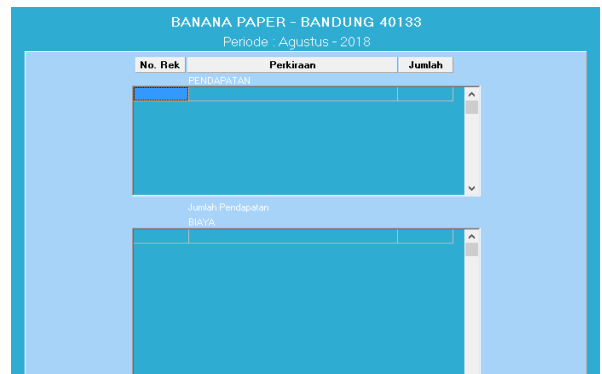 BANANA PAPER - BANDUNG 40133
Periode : Agustus - 2018
No. Rek Perkiraan Jumlah
PENDAPATAN
Jumlah Pendapatan
BIAYA